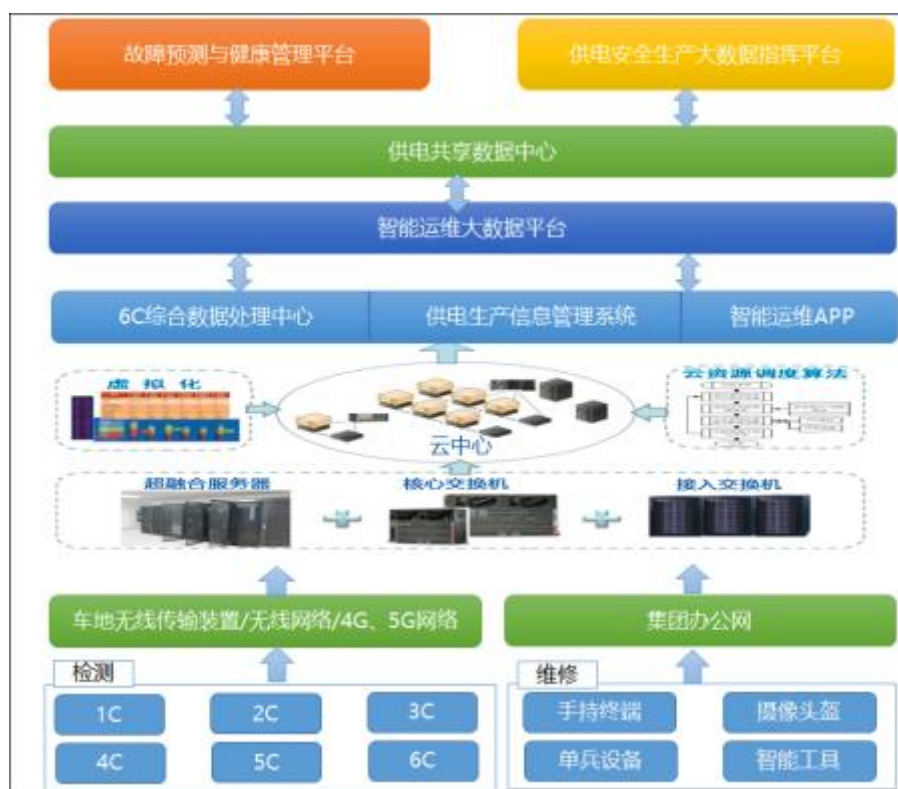 故障预测与健康管理平台
供电安全生产大数据指挥平台
供电共享数据中心
智能运维大数据平台
6C综合数据处理中心
供电生产信息管理系统
智能运维APP
虚拟化
云资源调度算法
云中心
超融合服务器
核心交换机
接入交换机
车地无线传输装置/无线网络/4G、5G网络
集团办公网
检测
维修
1C
2C
3C
手持终端
摄像头盔
4C
5C
6C
单兵设备
智能工具